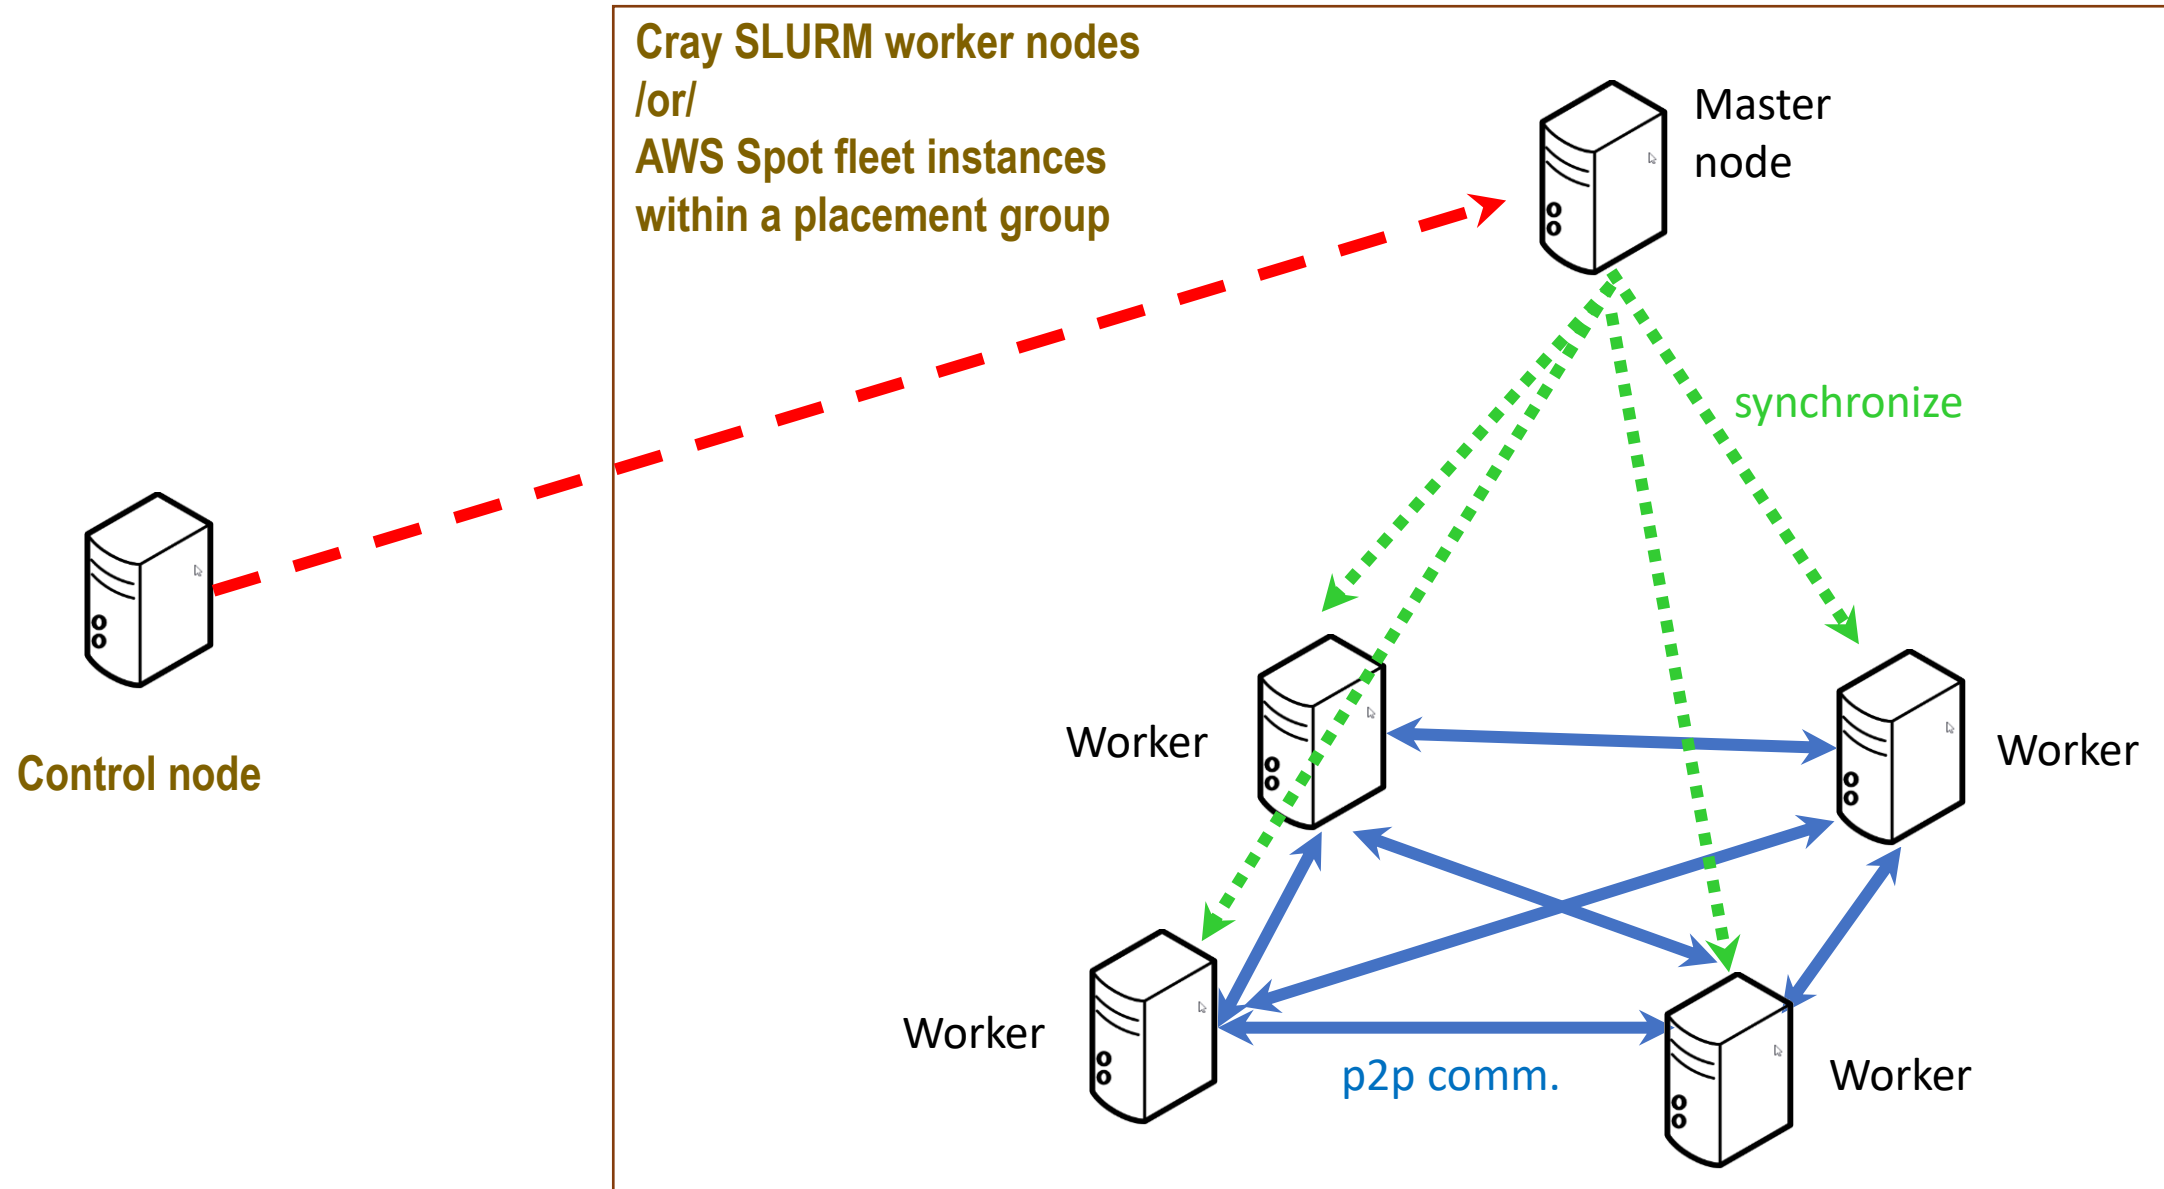 Cray SLURM worker nodes
/or/
AWS Spot fleet instances
within a placement group
Master
node
synchronize
Control node
Worker
Worker
Worker
p2p comm.
Worker